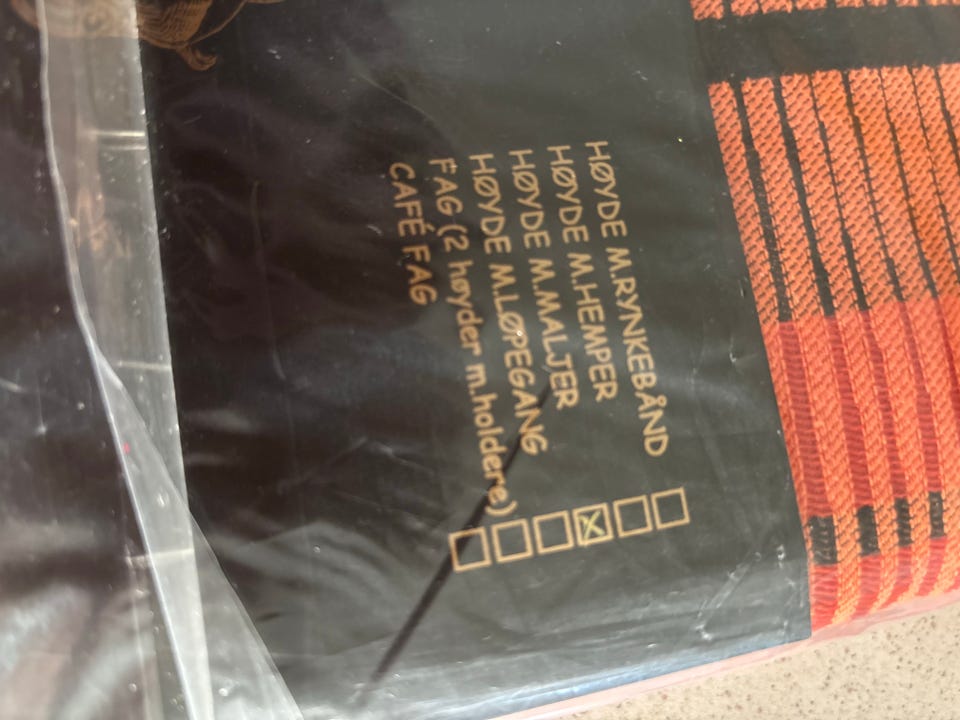 HØYDE M.RYNKEBÅND ☐
HØYDE M.HEMPER ☐
HØYDE M.MALJER ☒
HØYDE M.LØPEGANG ☐
FAG (2 høyder m.holdere) ☐
CAFÉ FAG ☐